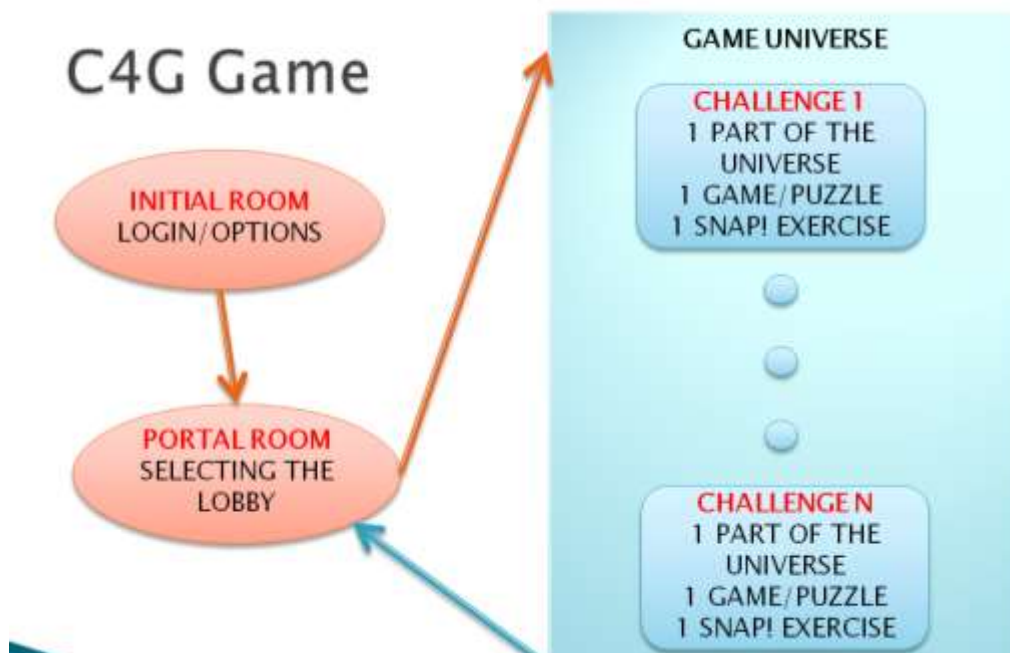 C4G Game
INITIAL ROOM
LOGIN/OPTIONS
PORTAL ROOM
SELECTING THE
LOBBY
GAME UNIVERSE
CHALLENGE 1
1 PART OF THE
UNIVERSE
1 GAME/PUZZLE
1 SNAP! EXERCISE
CHALLENGE N
1 PART OF THE
UNIVERSE
1 GAME/PUZZLE
1 SNAP! EXERCISE